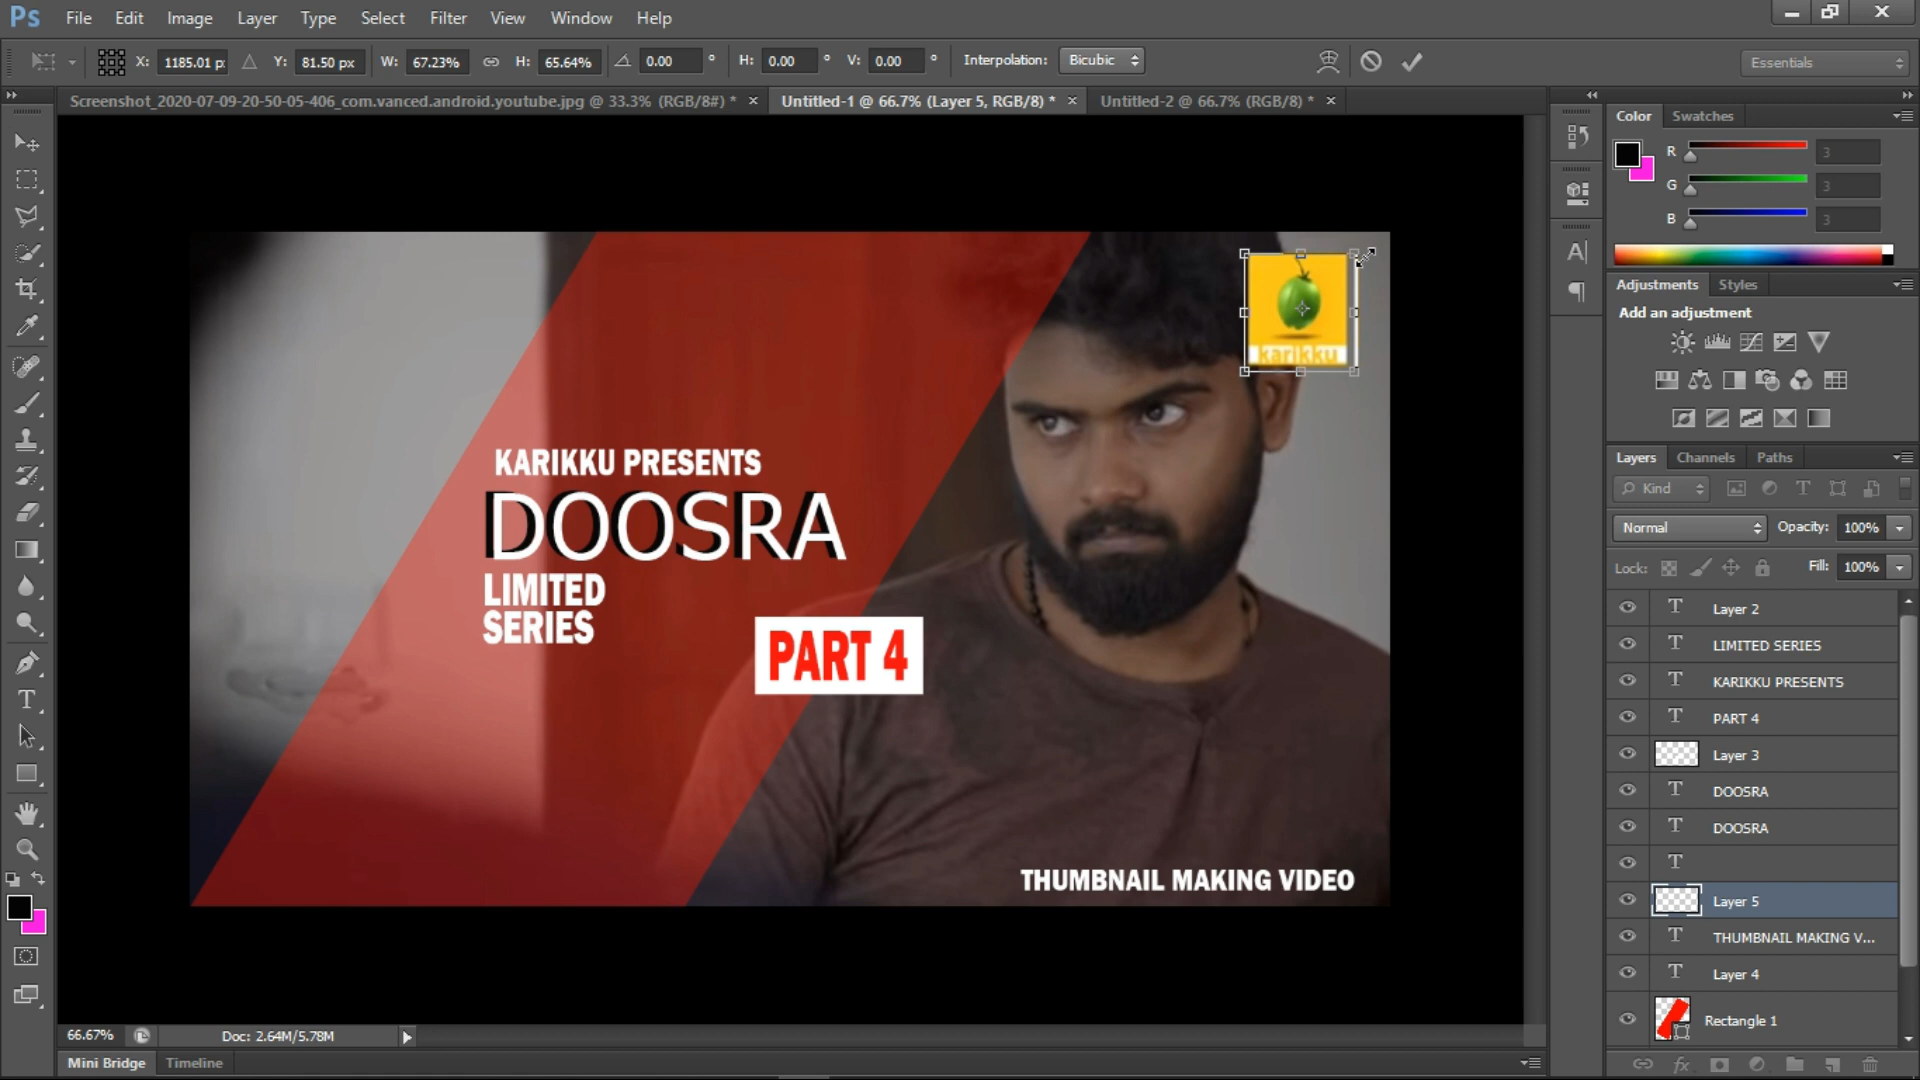 Ps File Edit Image Layer Type Select Filter View Window Help
X: 1185.01 p Y: 81.50 px W: 67.23% H: 65.64% 0.00 ° H: 0.00 ° V: 0.00 ° Interpolation: Bicubic Essentials
Screenshot_2020-07-09-20-50-05-406_com.vanced.android.youtube.jpg @ 33.3% (RGB/8#) * × Untitled-1 @ 66.7% (Layer 5, RGB/8) * × Untitled-2 @ 66.7% (RGB/8) * ×
Color Swatches
R 3
G 3
B 3
Adjustments Styles
Add an adjustment
karikku
KARIKKU PRESENTS
DOOSRA
LIMITED
SERIES
PART 4
THUMBNAIL MAKING VIDEO
Layers Channels Paths
Kind
Normal Opacity: 100%
Lock: Fill: 100%
T Layer 2
T LIMITED SERIES
T KARIKKU PRESENTS
T PART 4
Layer 3
T DOOSRA
T DOOSRA
T
Layer 5
T THUMBNAIL MAKING V...
T Layer 4
Rectangle 1
66.67% Doc: 2.64M/5.78M
Mini Bridge Timeline